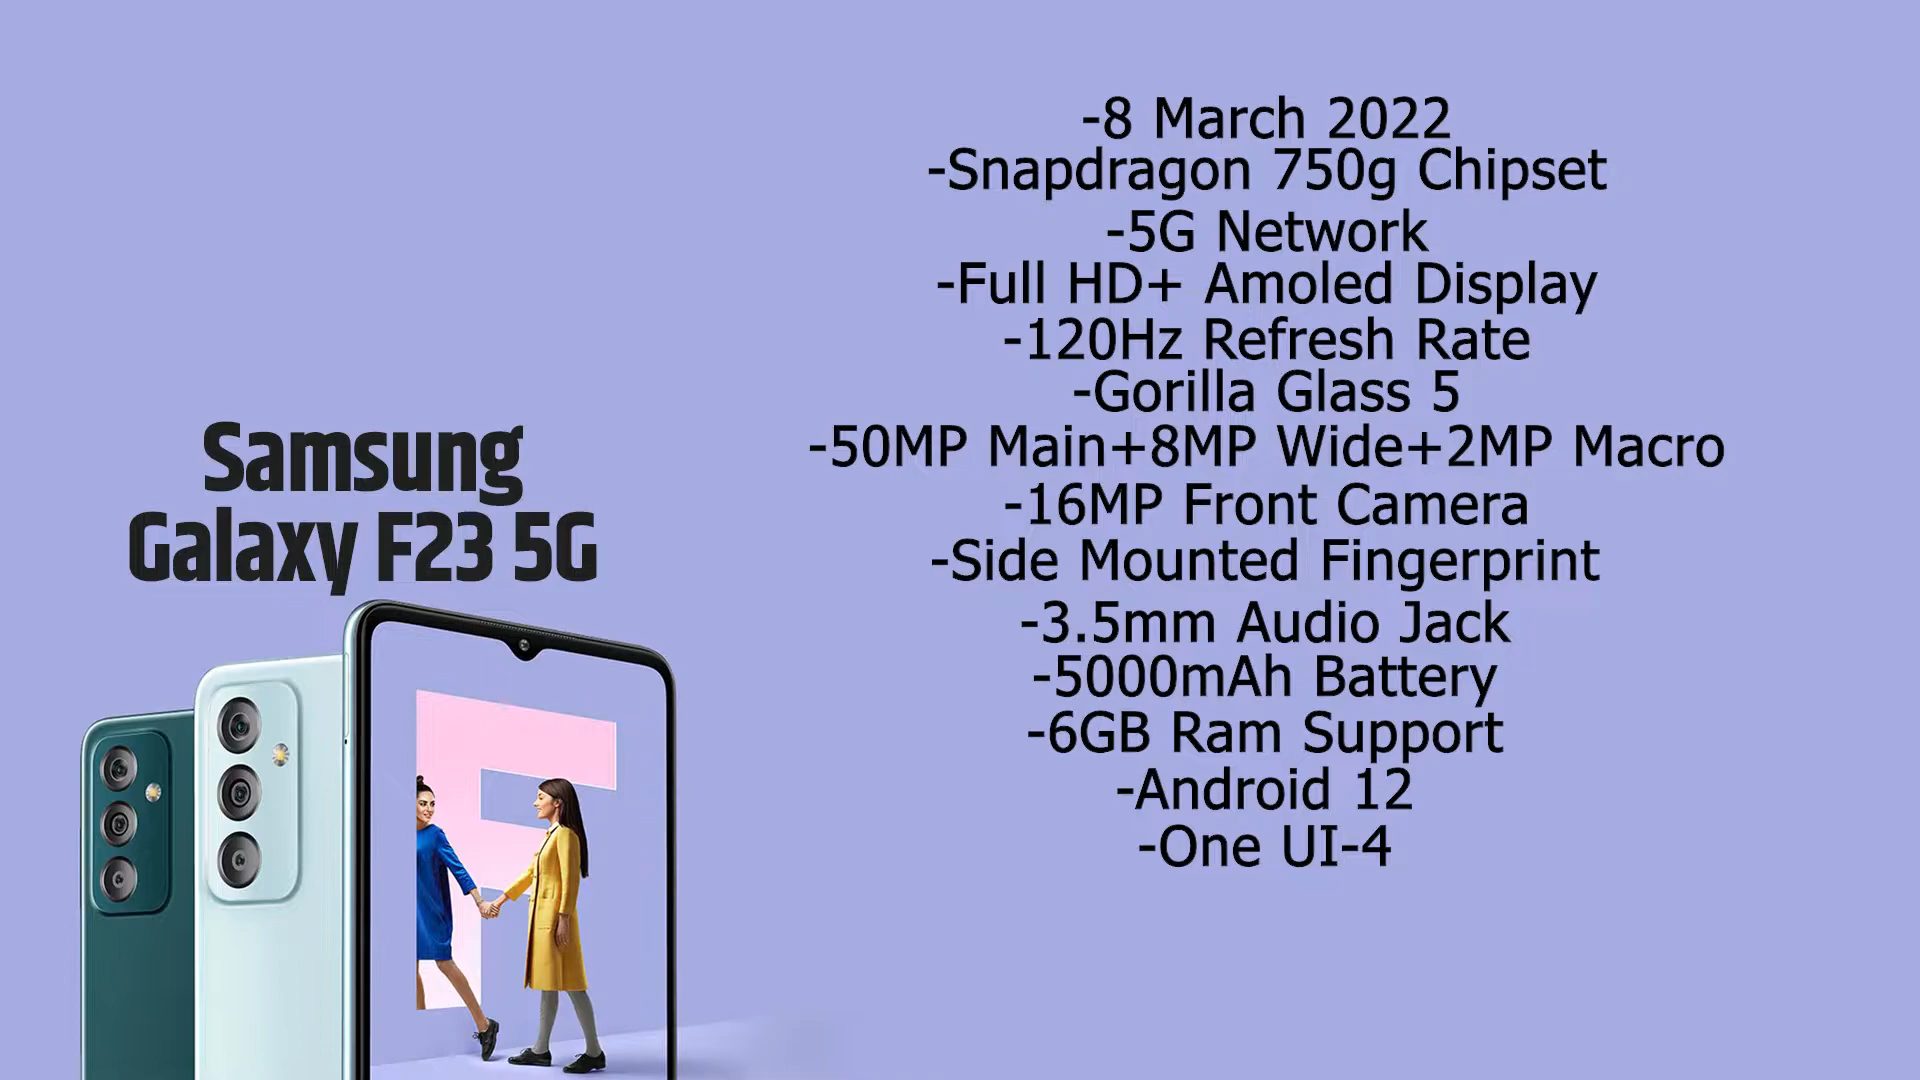 Samsung
Galaxy F23 5G
-8 March 2022
-Snapdragon 750g Chipset
-5G Network
-Full HD+ Amoled Display
-120Hz Refresh Rate
-Gorilla Glass 5
-50MP Main+8MP Wide+2MP Macro
-16MP Front Camera
-Side Mounted Fingerprint
-3.5mm Audio Jack
-5000mAh Battery
-6GB Ram Support
-Android 12
-One UI-4